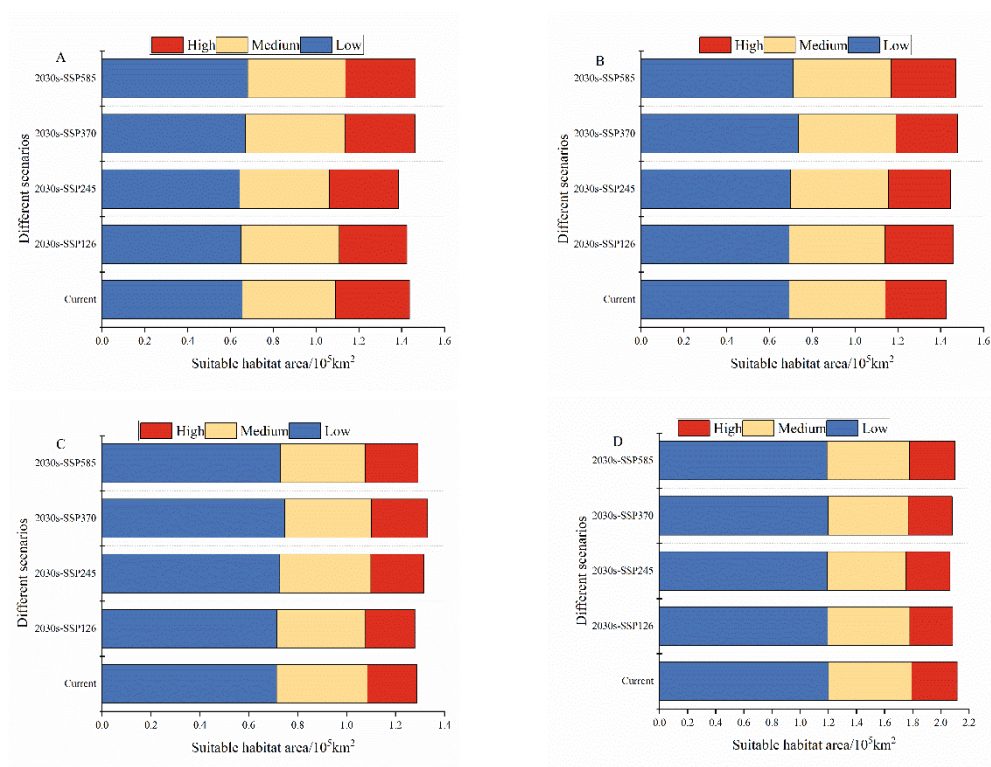 High Medium Low
A
2030s-SSP585
2030s-SSP370
2030s-SSP245
2030s-SSP126
Current
Different scenarios
0.0 0.2 0.4 0.6 0.8 1.0 1.2 1.4 1.6
Suitable habitat area/10⁵km²
High Medium Low
B
2030s-SSP585
2030s-SSP370
2030s-SSP245
2030s-SSP126
Current
Different scenarios
0.0 0.2 0.4 0.6 0.8 1.0 1.2 1.4 1.6
Suitable habitat area/10⁵km²
High Medium Low
C
2030s-SSP585
2030s-SSP370
2030s-SSP245
2030s-SSP126
Current
Different scenarios
0.0 0.2 0.4 0.6 0.8 1.0 1.2 1.4
Suitable habitat area/10⁵km²
High Medium Low
D
2030s-SSP585
2030s-SSP370
2030s-SSP245
2030s-SSP126
Current
Different scenarios
0.0 0.2 0.4 0.6 0.8 1.0 1.2 1.4 1.6 1.8 2.0 2.2
Suitable habitat area/10⁵km²